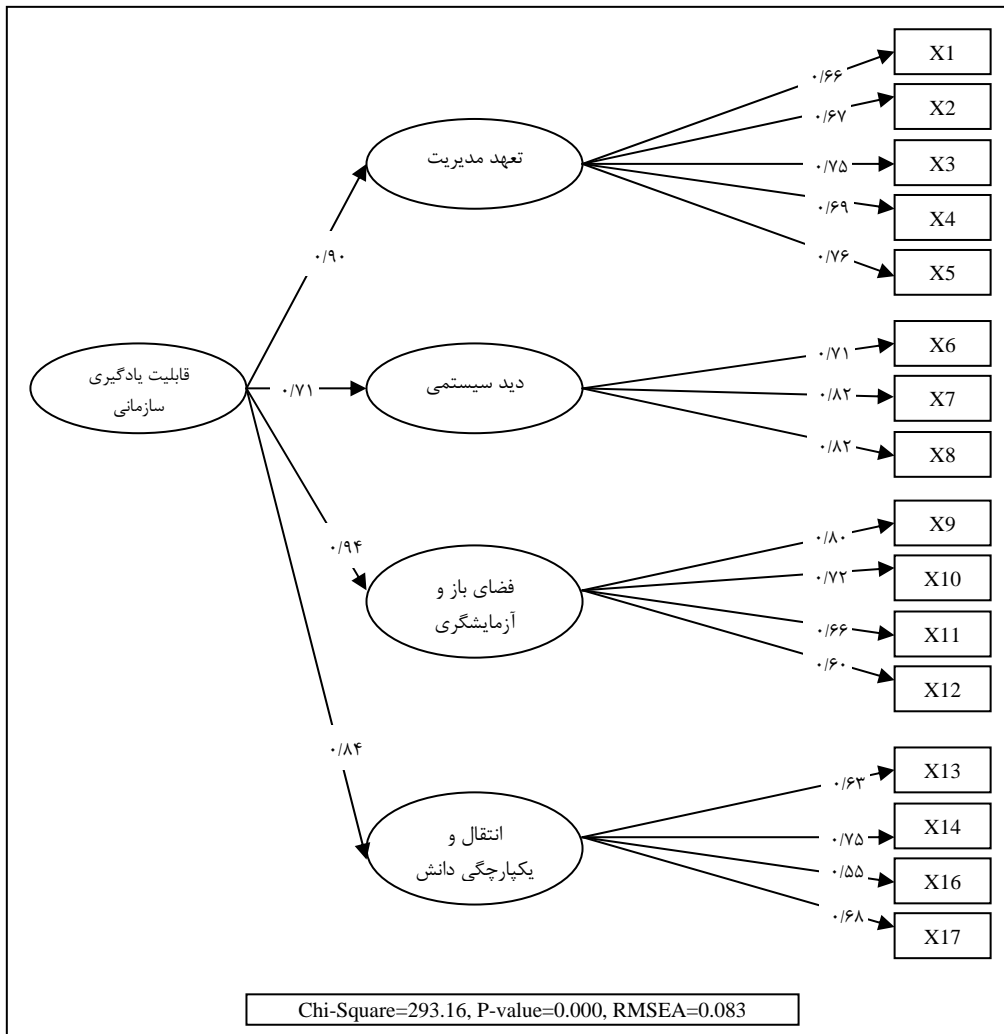 X1
۰/۶۶
X2
۰/۶۷
تعهد مدیریت
X3
۰/۷۵
X4
۰/۶۹
X5
۰/۷۶
۰/۹۰
X6
۰/۷۱
قابلیت یادگیری
سازمانی
۰/۷۱
دید سیستمی
X7
۰/۸۲
X8
۰/۸۲
X9
۰/۸۰
۰/۹۴
فضای باز و
آزمایشگری
X10
۰/۷۲
X11
۰/۶۶
X12
۰/۶۰
۰/۸۴
X13
۰/۶۳
انتقال و
یکپارچگی دانش
X14
۰/۷۵
X16
۰/۵۵
X17
۰/۶۸
Chi-Square=293.16, P-value=0.000, RMSEA=0.083